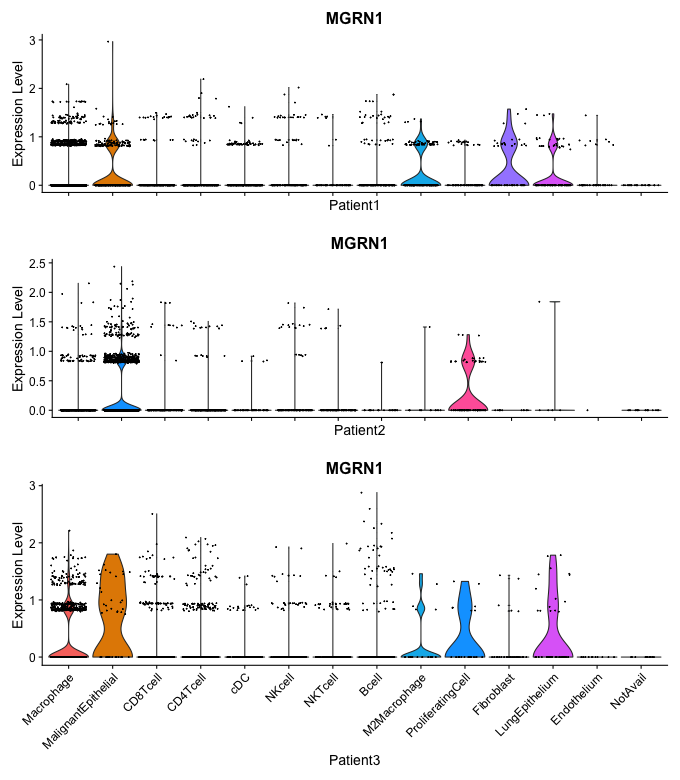 MGRN1
Expression Level
3
2
1
0
Patient1
MGRN1
Expression Level
2.5
2.0
1.5
1.0
0.5
0.0
Patient2
MGRN1
Expression Level
3
2
1
0
Macrophage
MalignantEpithelial
CD8Tcell
CD4Tcell
cDC
NKcell
NKTcell
Bcell
M2Macrophage
ProliferatingCell
Fibroblast
LungEpithelium
Endothelium
NotAvail
Patient3